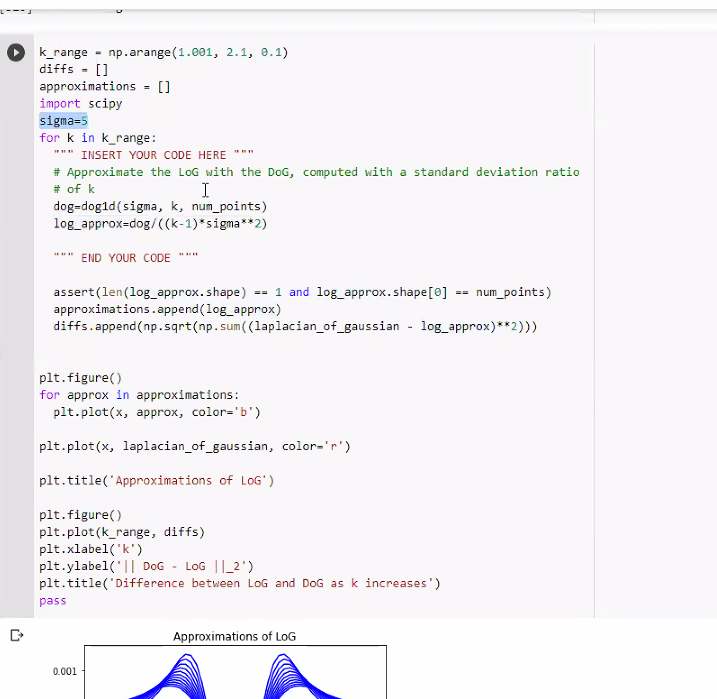 k_range = np.arange(1.001, 2.1, 0.1)
diffs = []
approximations = []
import scipy
sigma=5
for k in k_range:
""" INSERT YOUR CODE HERE """
# Approximate the LoG with the DoG, computed with a standard deviation ratio
# of k
dog=dog1d(sigma, k, num_points)
log_approx=dog/((k-1)*sigma**2)
""" END YOUR CODE """
assert(len(log_approx.shape) == 1 and log_approx.shape[0] == num_points)
approximations.append(log_approx)
diffs.append(np.sqrt(np.sum((laplacian_of_gaussian - log_approx)**2)))
plt.figure()
for approx in approximations:
plt.plot(x, approx, color='b')
plt.plot(x, laplacian_of_gaussian, color='r')
plt.title('Approximations of LoG')
plt.figure()
plt.plot(k_range, diffs)
plt.xlabel('k')
plt.ylabel('|| DoG - LoG ||_2')
plt.title('Difference between LoG and DoG as k increases')
pass
Approximations of LoG
0.001